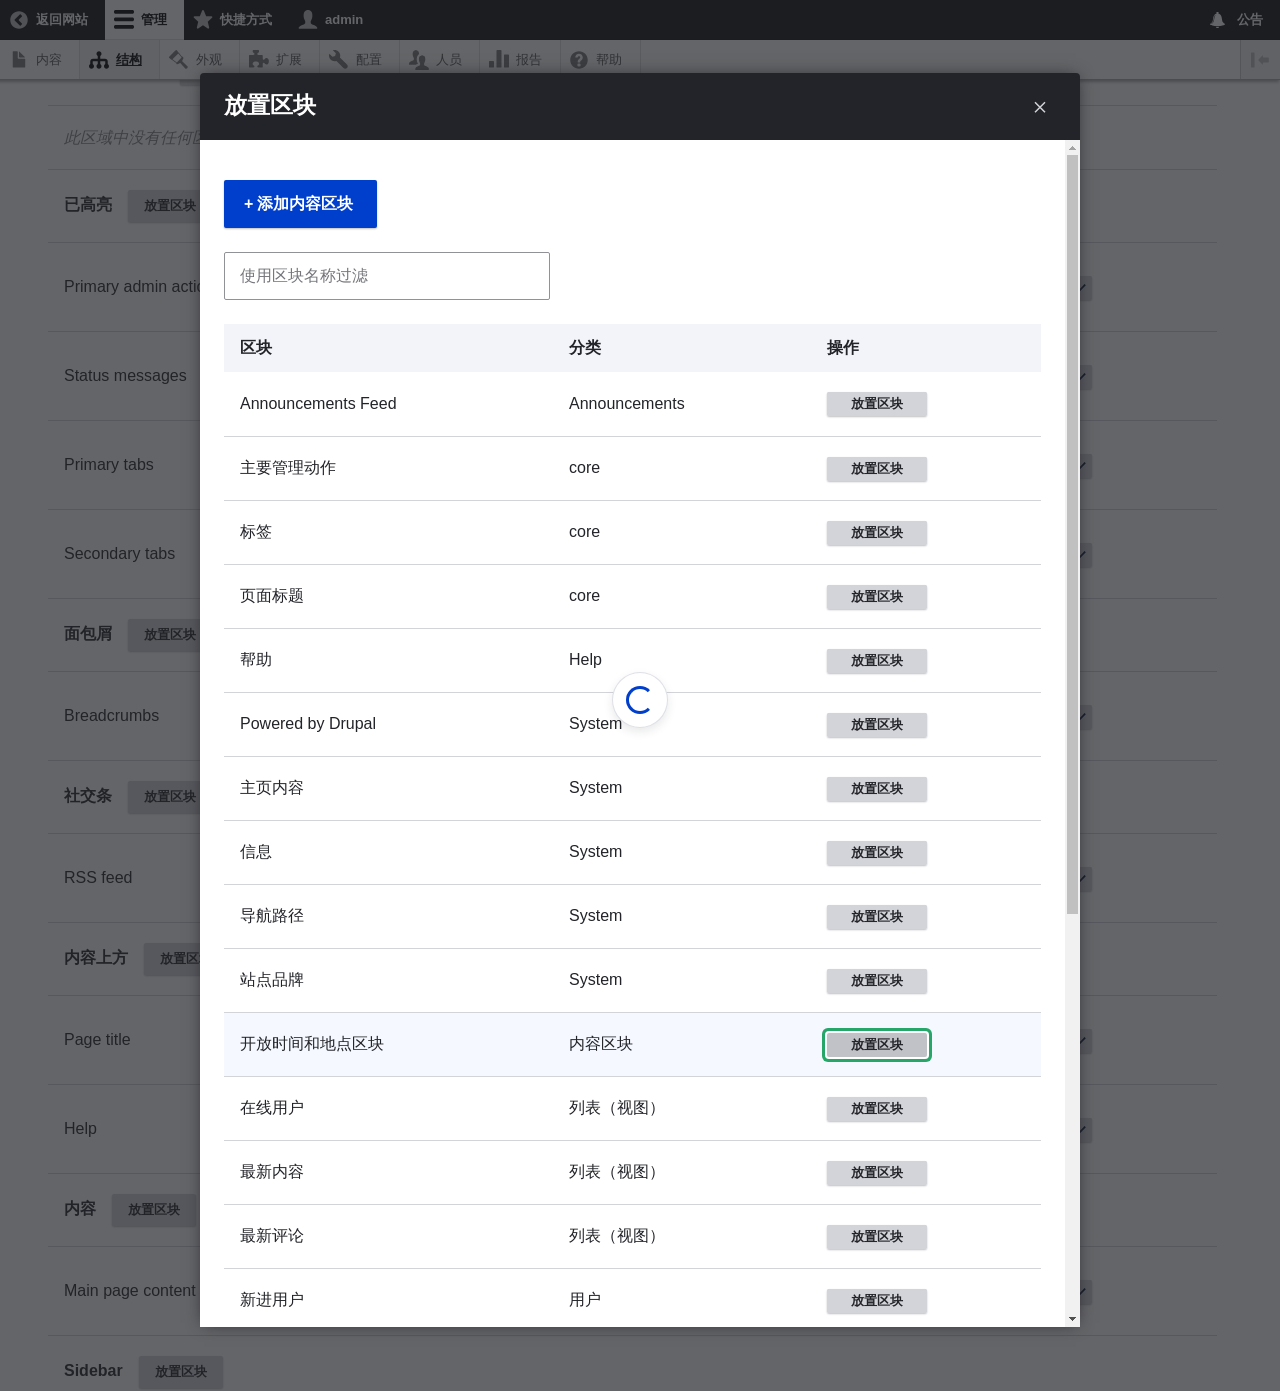 返回网站 管理 快捷方式 admin 公告
内容 结构 外观 扩展 配置 人员 报告 帮助
放置区块
+ 添加内容区块
使用区块名称过滤
区块 分类 操作
Announcements Feed Announcements 放置区块
主要管理动作 core 放置区块
标签 core 放置区块
页面标题 core 放置区块
帮助 Help 放置区块
Powered by Drupal System 放置区块
主页内容 System 放置区块
信息 System 放置区块
导航路径 System 放置区块
站点品牌 System 放置区块
开放时间和地点区块 内容区块 放置区块
在线用户 列表（视图） 放置区块
最新内容 列表（视图） 放置区块
最新评论 列表（视图） 放置区块
新进用户 用户 放置区块
此区域中没有任何
已高亮 放置区块
Primary admin
Status messages
Primary tabs
Secondary tabs
面包屑 放置区块
Breadcrumbs
社交条 放置区块
RSS feed
内容上方 放置区
Page title
Help
内容 放置区块
Main page content
Sidebar 放置区块